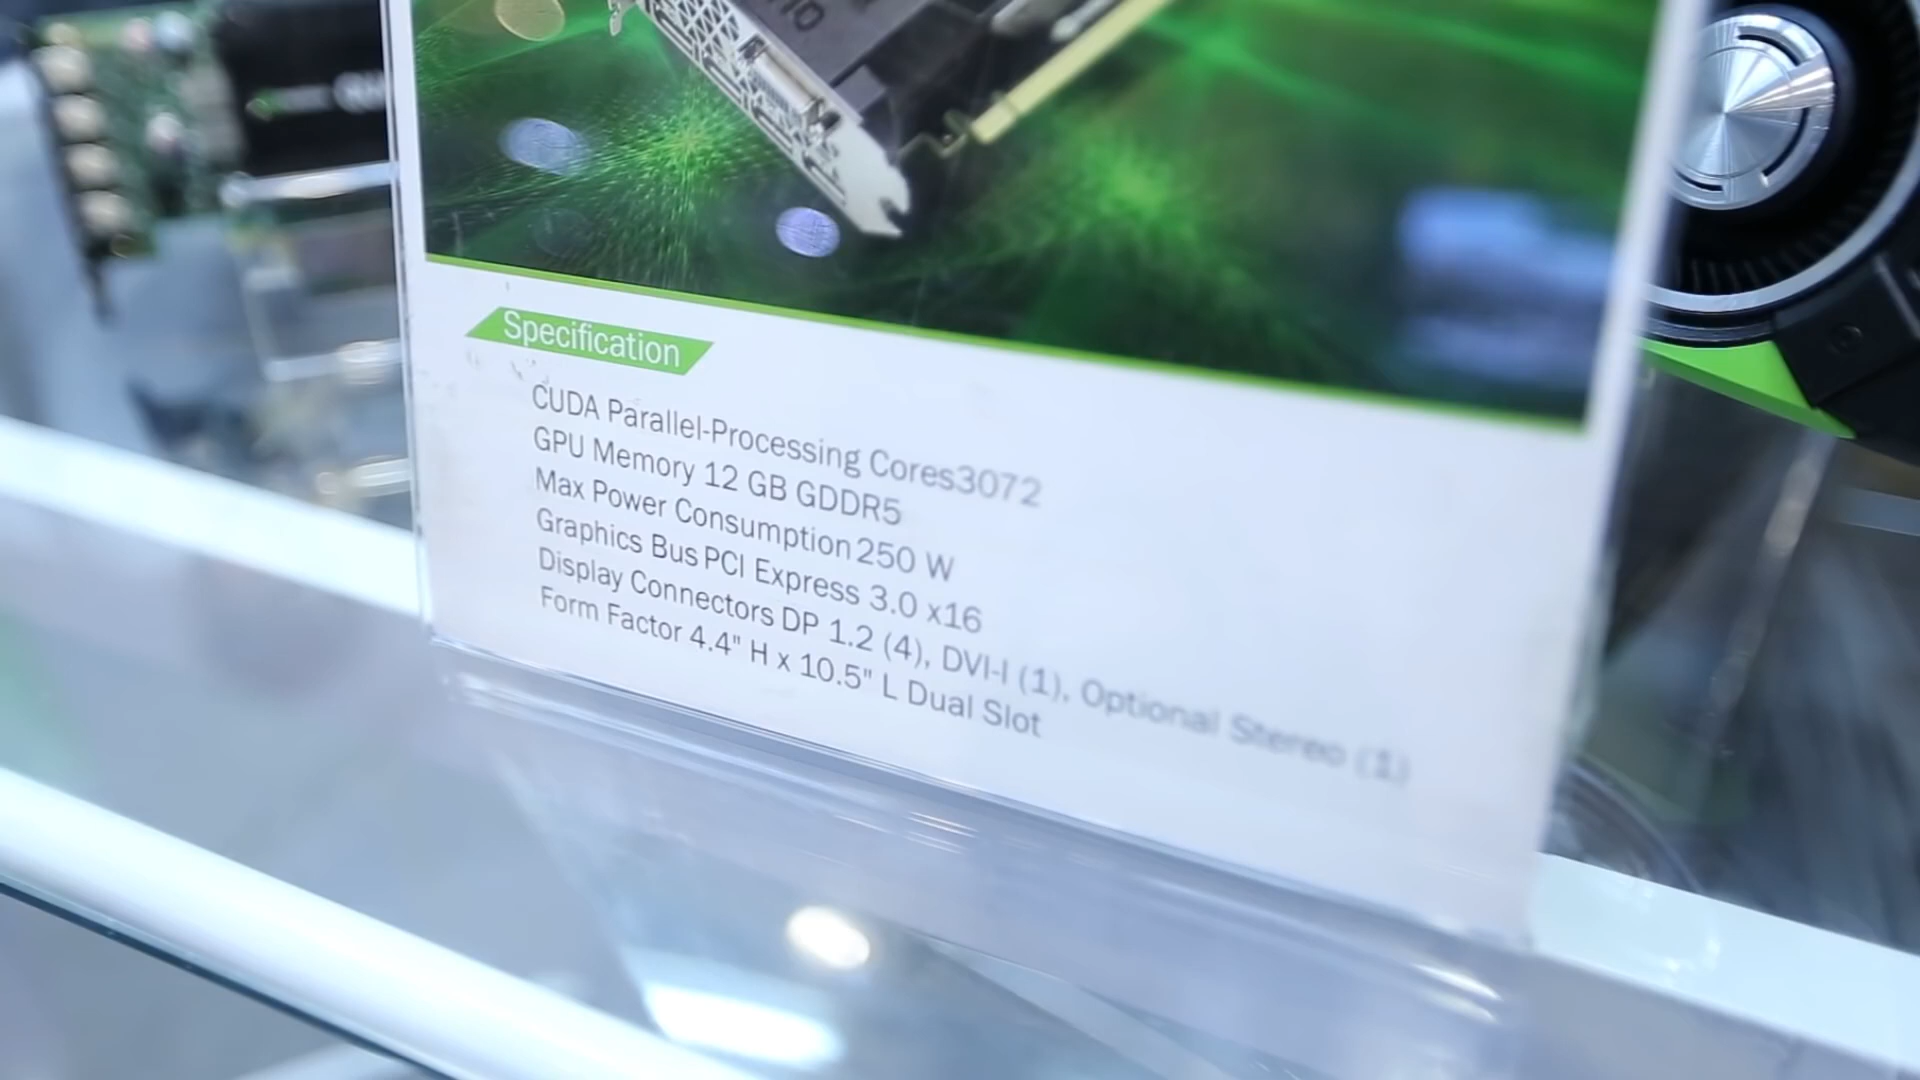 Specification
CUDA Parallel-Processing Cores3072
GPU Memory 12 GB GDDR5
Max Power Consumption 250 W
Graphics Bus PCI Express 3.0 x16
Display Connectors DP 1.2 (4), DVI-I (1), Optional Stereo (1)
Form Factor 4.4" H x 10.5" L Dual Slot